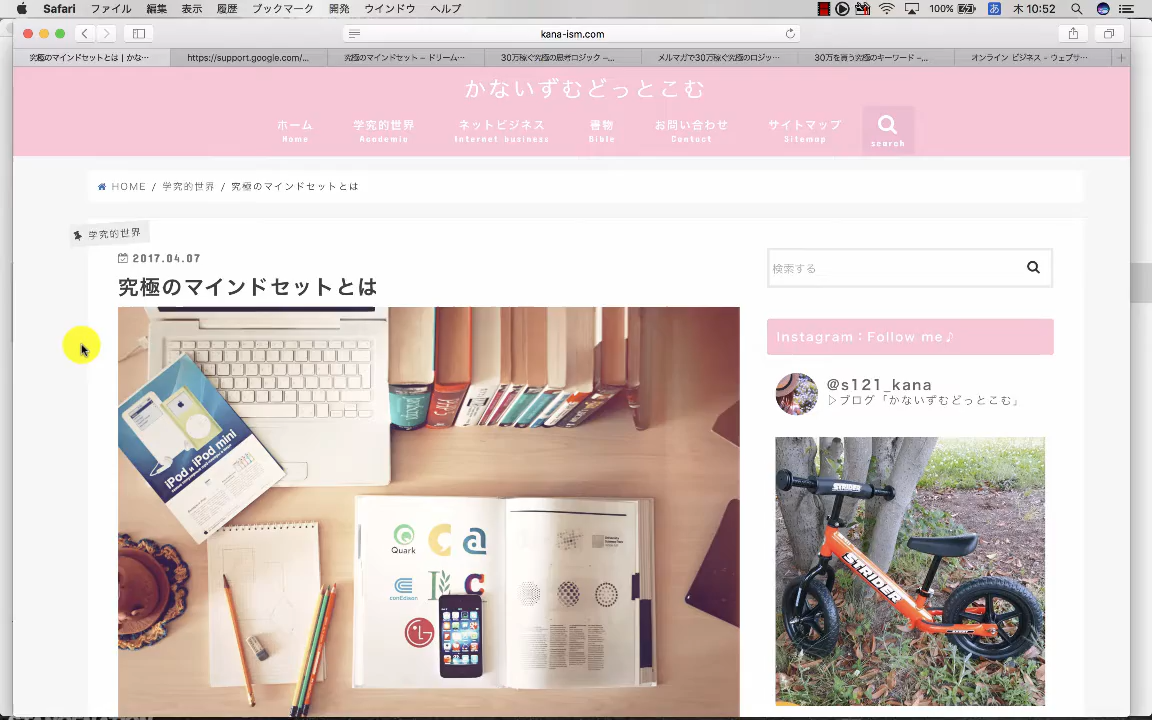 Safari ファイル 編集 表示 履歴 ブックマーク 開発 ウインドウ ヘルプ 100% あ 木 10:52
kana-ism.com
究極のマインドセットとは | かな… https://support.google.com/... 究極のマインドセット – ドリーム… 30万稼ぐ究極の思考ロジック –... メルマガで30万稼ぐ究極のロジッ… 30万を買う究極のキーワード –... オンライン ビジネス - ウェブサ…
かないずむどっとこむ
ホーム 学究的世界 ネットビジネス 書物 お問い合わせ サイトマップ
Home Academic Internet business Bible Contact Sitemap search
HOME / 学究的世界 / 究極のマインドセットとは
学究的世界
2017.04.07
究極のマインドセットとは
検索する
Instagram：Follow me♪
@s121_kana
▷ブログ「かないずむどっとこむ」
iPod и iPod mini
Quark
conEdison
STRIDER
STRIDER